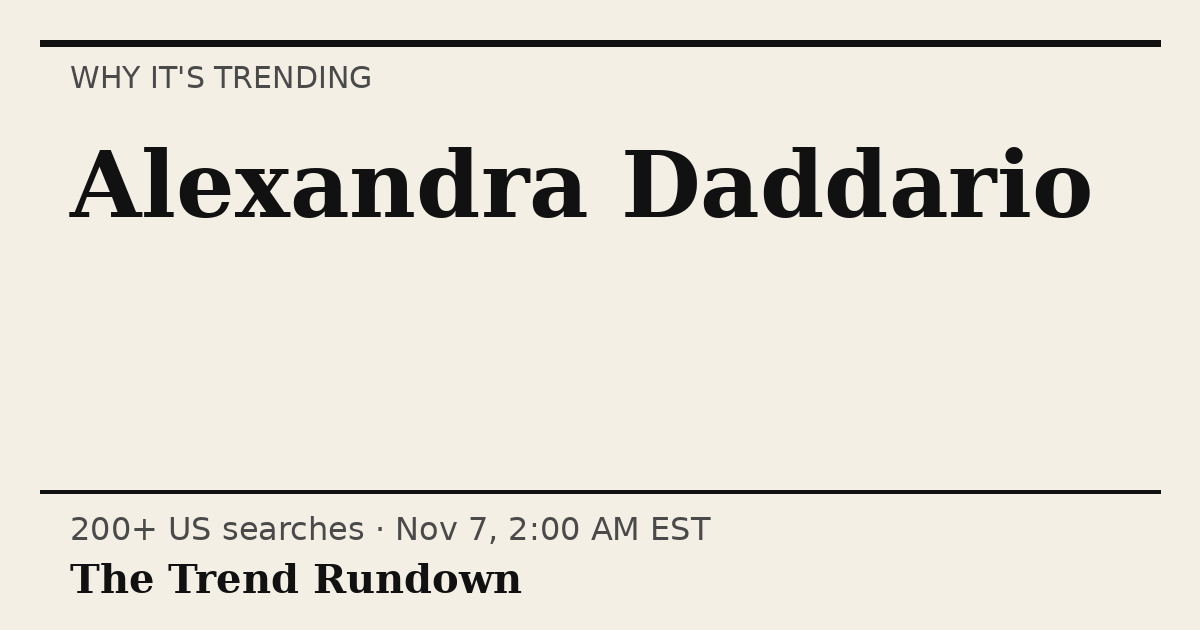 WHY IT'S TRENDING
Alexandra Daddario
200+ US searches · Nov 7, 2:00 AM EST
The Trend Rundown